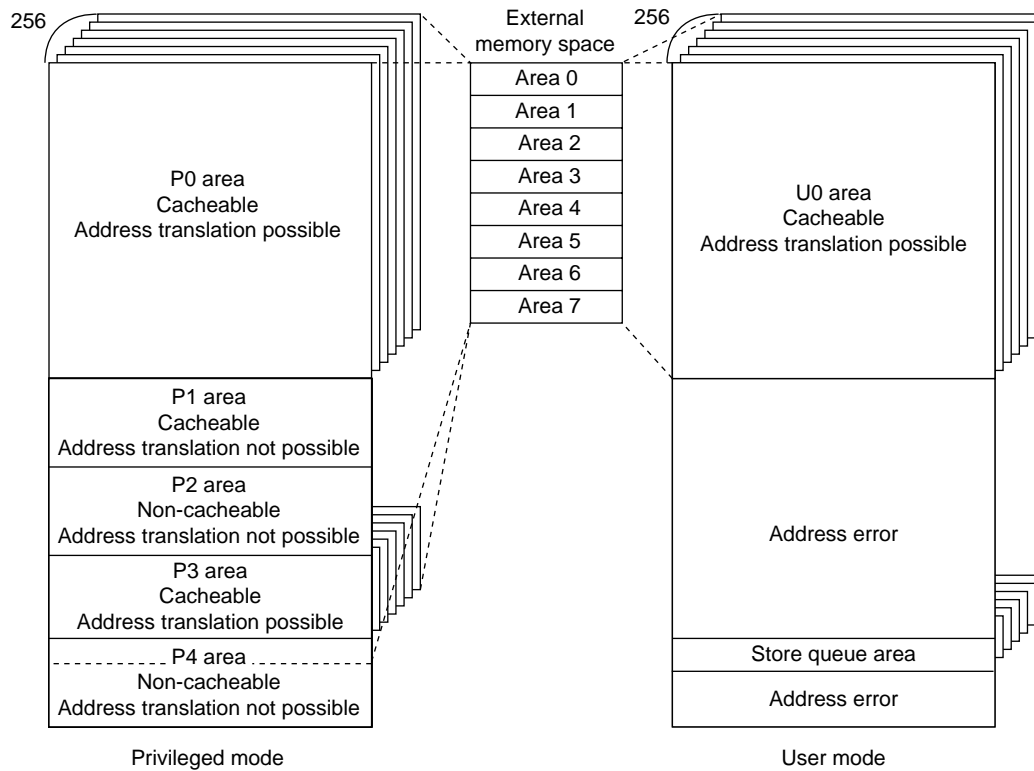 256
External
memory space
256
Area 0
Area 1
Area 2
Area 3
Area 4
Area 5
Area 6
Area 7
P0 area
Cacheable
Address translation possible
P1 area
Cacheable
Address translation not possible
P2 area
Non-cacheable
Address translation not possible
P3 area
Cacheable
Address translation possible
P4 area
Non-cacheable
Address translation not possible
Privileged mode
U0 area
Cacheable
Address translation possible
Address error
Store queue area
Address error
User mode